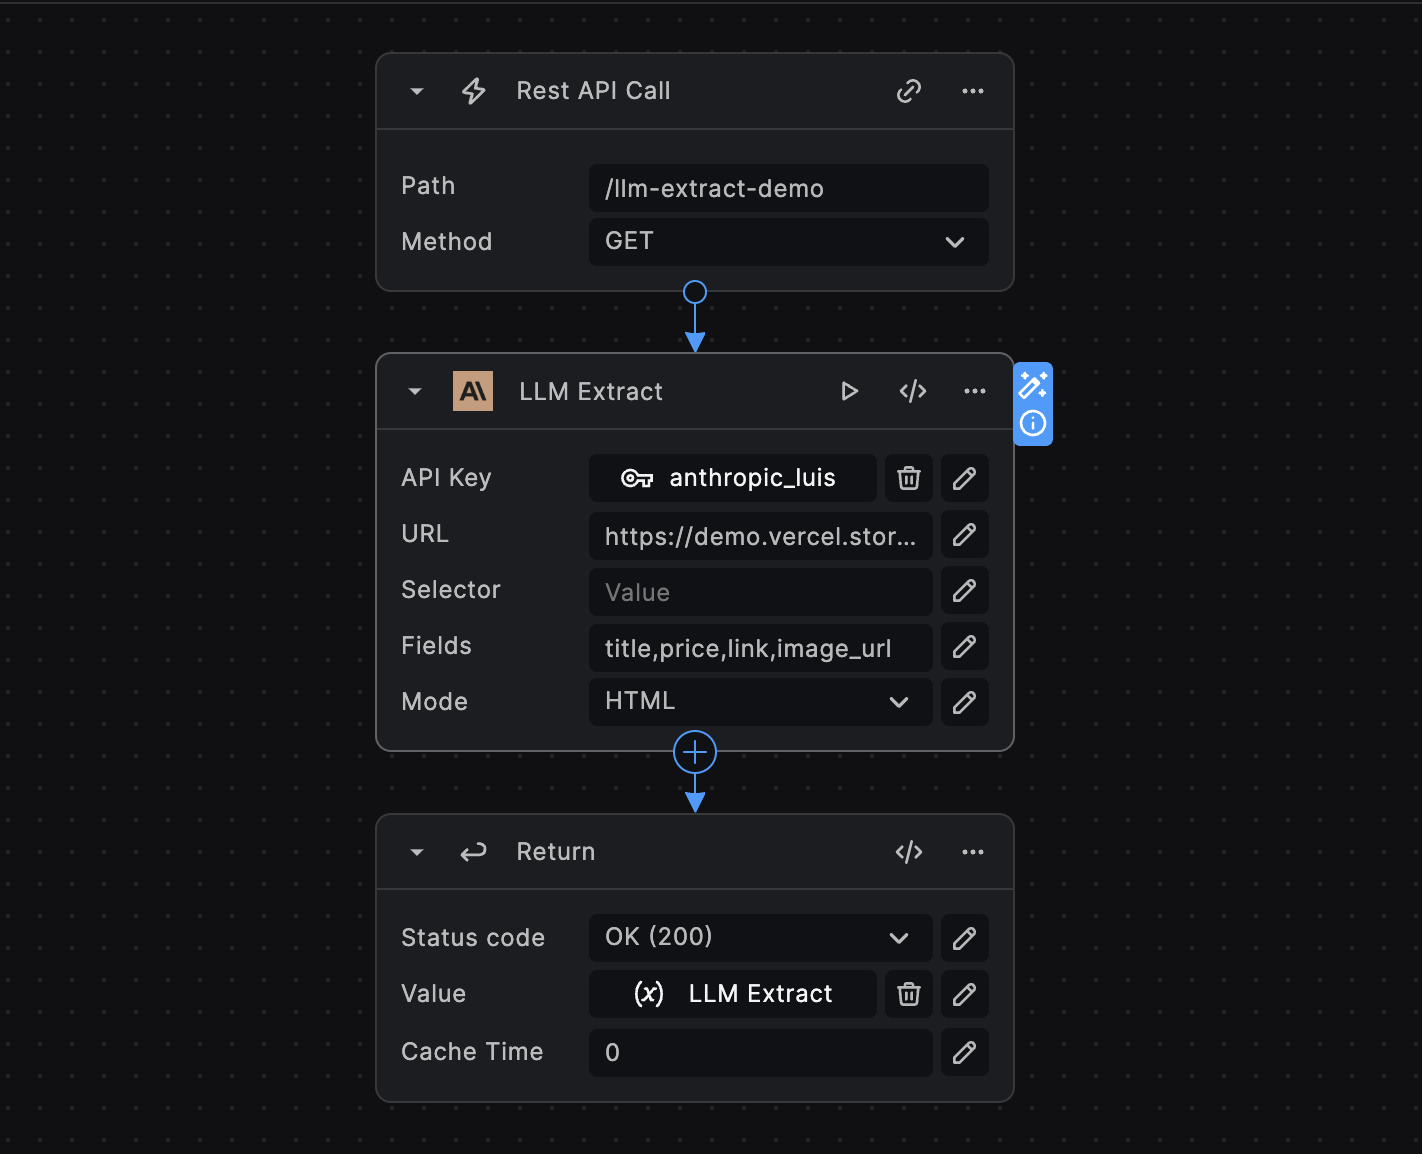 Rest API Call
Path /llm-extract-demo
Method GET
LLM Extract
API Key anthropic_luis
URL https://demo.vercel.stor...
Selector Value
Fields title,price,link,image_url
Mode HTML
Return
Status code OK (200)
Value (x) LLM Extract
Cache Time 0